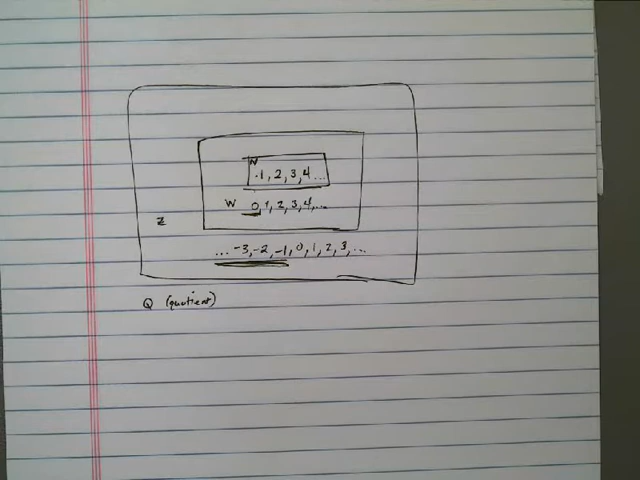 N
1, 2, 3, 4...
W 0, 1, 2, 3, 4, ...
Z
... -3, -2, -1, 0, 1, 2, 3, ...
Q (quotient)